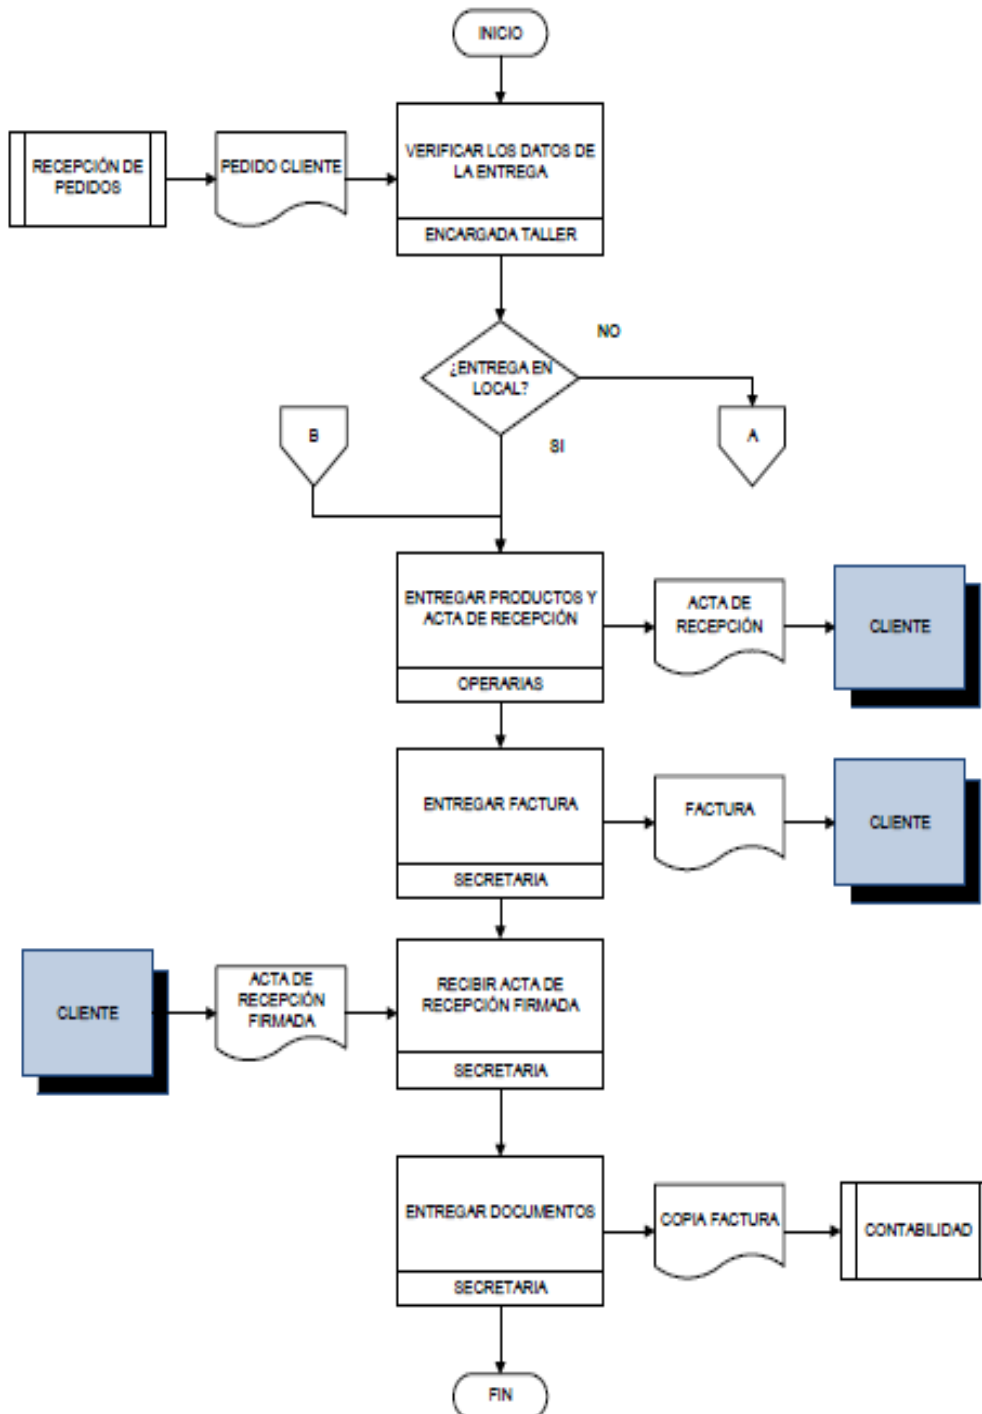 INICIO
RECEPCIÓN DE
PEDIDOS
PEDIDO CLIENTE
VERIFICAR LOS DATOS DE
LA ENTREGA
ENCARGADA TALLER
¿ENTREGA EN
LOCAL?
NO
SI
B
A
ENTREGAR PRODUCTOS Y
ACTA DE RECEPCIÓN
OPERARIAS
ACTA DE
RECEPCIÓN
CLIENTE
ENTREGAR FACTURA
SECRETARIA
FACTURA
CLIENTE
CLIENTE
ACTA DE
RECEPCIÓN
FIRMADA
RECIBIR ACTA DE
RECEPCIÓN FIRMADA
SECRETARIA
ENTREGAR DOCUMENTOS
SECRETARIA
COPIA FACTURA
CONTABILIDAD
FIN